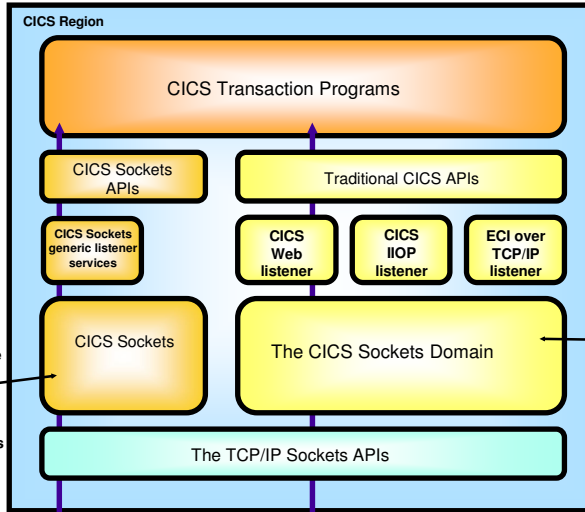 CICS Region
CICS Transaction Programs
CICS Sockets
APIs
Traditional CICS APIs
CICS Sockets
generic listener
services
CICS
Web
listener
CICS
IIOP
listener
ECI over
TCP/IP
listener
CICS Sockets
The CICS Sockets Domain
The TCP/IP Sockets APIs